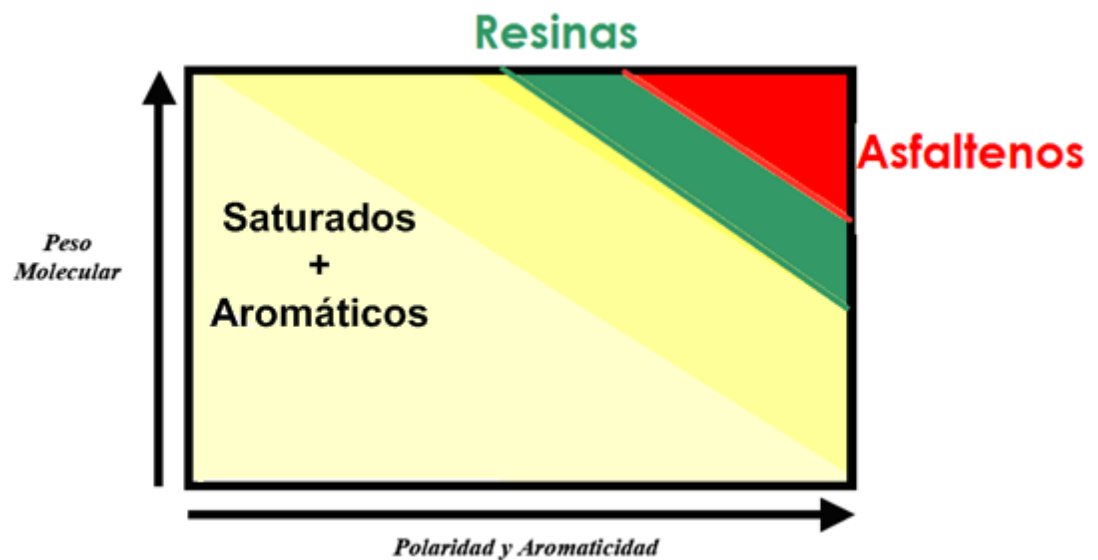 Resinas
Asfaltenos
Saturados
+
Aromáticos
Peso
Molecular
Polaridad y Aromaticidad